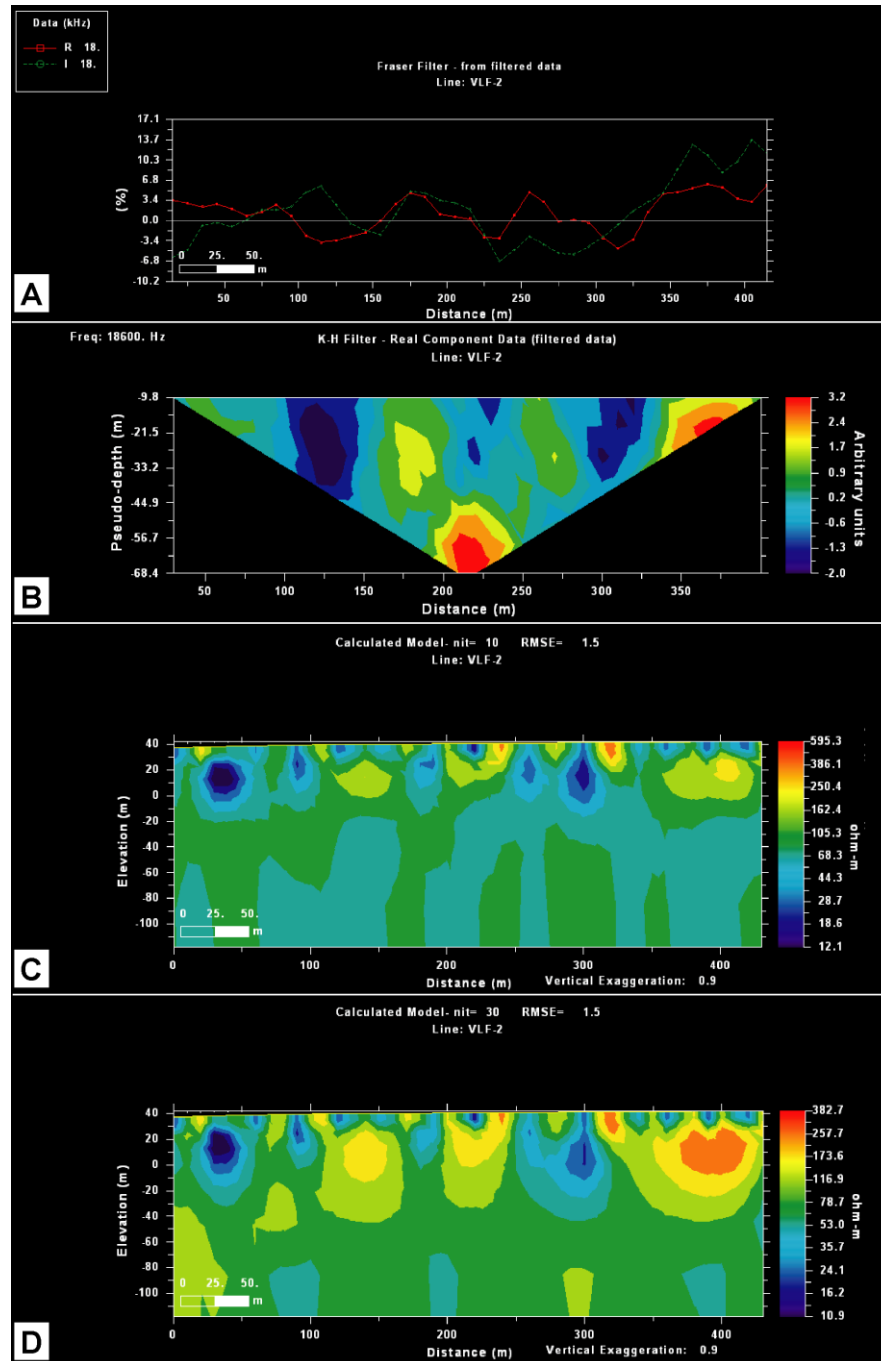 Data (kHz)
R 18.
I 18.
Fraser Filter - from filtered data
Line: VLF-2
17.1
13.7
10.3
6.8
3.4
0.0
-3.4
-6.8
-10.2
(%)
0 25. 50.
m
50 100 150 200 250 300 350 400
Distance (m)
A
Freq: 18600. Hz
K-H Filter - Real Component Data (filtered data)
Line: VLF-2
-9.8
-21.5
-33.2
-44.9
-56.7
-68.4
Pseudo-depth (m)
50 100 150 200 250 300 350
Distance (m)
3.2
2.4
1.7
0.9
0.2
-0.6
-1.3
-2.0
Arbitrary units
B
Calculated Model- nit= 10 RMSE= 1.5
Line: VLF-2
40
20
0
-20
-40
-60
-80
-100
Elevation (m)
0 25. 50.
m
0 100 200 300 400
Distance (m)
Vertical Exaggeration: 0.9
595.3
386.1
250.4
162.4
105.3
68.3
44.3
28.7
18.6
12.1
ohm-m
C
Calculated Model- nit= 30 RMSE= 1.5
Line: VLF-2
40
20
0
-20
-40
-60
-80
-100
Elevation (m)
0 25. 50.
m
0 100 200 300 400
Distance (m)
Vertical Exaggeration: 0.9
382.7
257.7
173.6
116.9
78.7
53.0
35.7
24.1
16.2
10.9
ohm-m
D